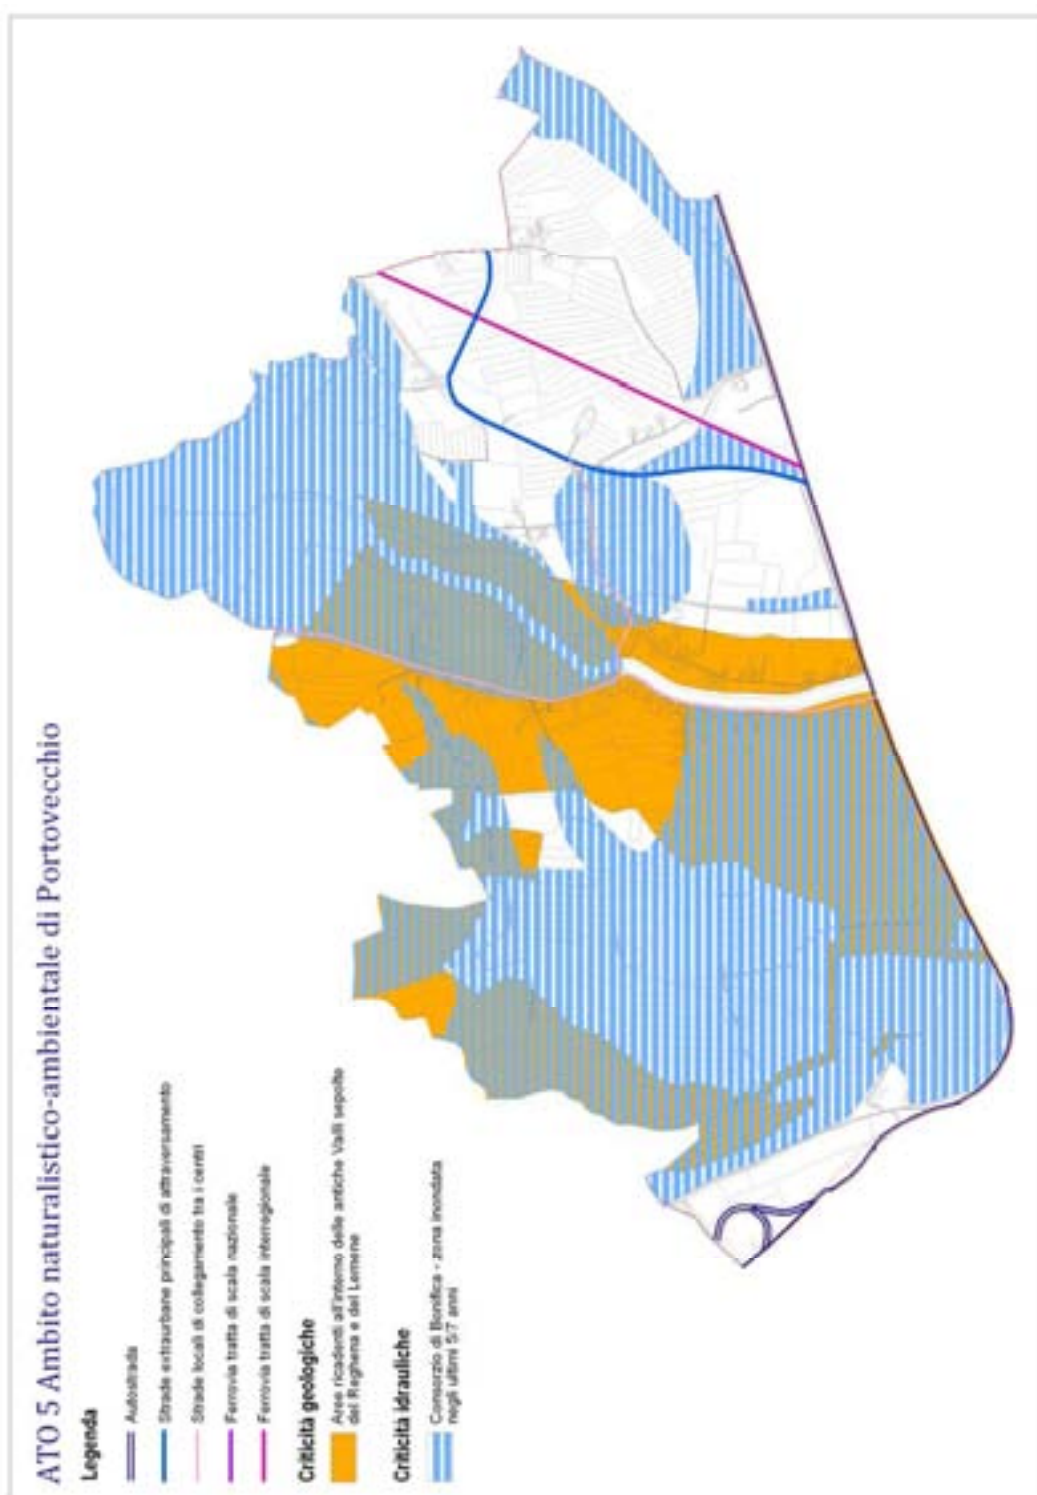 ATO 5 Ambito naturalistico-ambientale di Portovecchio
Legenda
Autostrada
Strade extraurbane principali di attraversamento
Strade locali di collegamento tra i centri
Ferrovia tratta di scala nazionale
Ferrovia tratta di scala interregionale
Criticità geologiche
Aree ricadenti all'interno delle antiche Valli sepolte
del Reghena e del Lemene
Criticità idrauliche
Consorzio di Bonifica - zona inondata
negli ultimi 5/7 anni